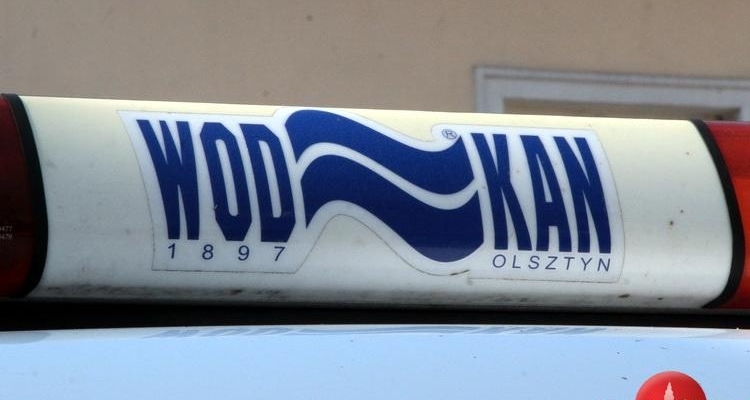 WOD KAN
®
1897 OLSZTYN